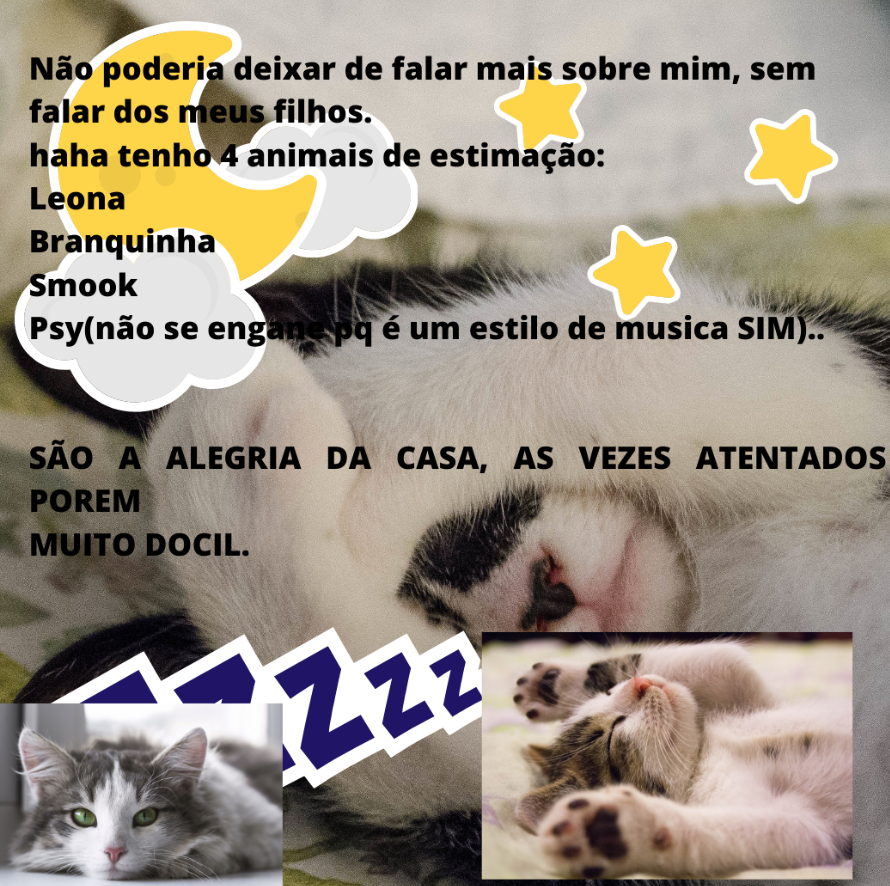 Não poderia deixar de falar mais sobre mim, sem
falar dos meus filhos.
haha tenho 4 animais de estimação:
Leona
Branquinha
Smook
Psy(não se engane pq é um estilo de musica SIM)..
SÃO A ALEGRIA DA CASA, AS VEZES ATENTADOS
POREM
MUITO DOCIL.
ZZZZz